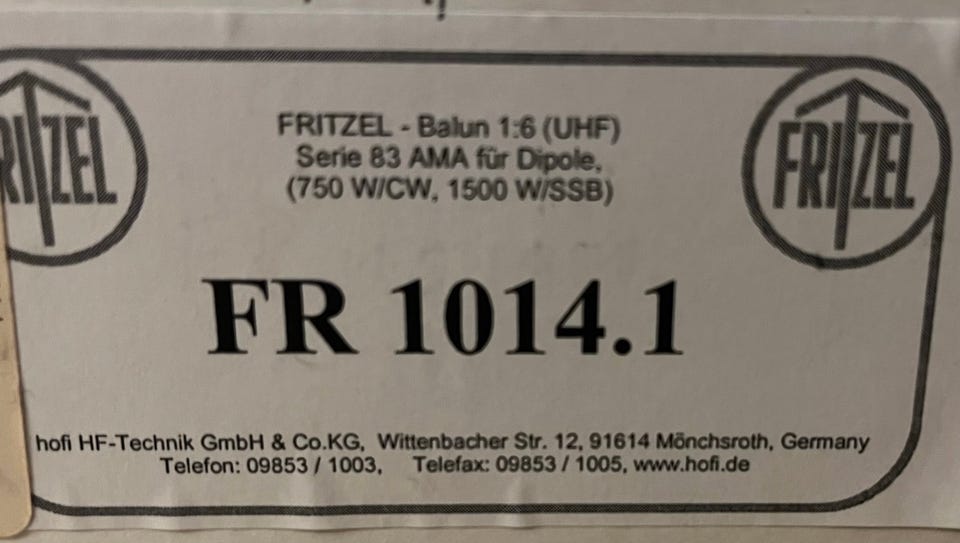 FRITZEL
FRITZEL
FRITZEL - Balun 1:6 (UHF)
Serie 83 AMA für Dipole,
(750 W/CW, 1500 W/SSB)
FR 1014.1
hofi HF-Technik GmbH & Co.KG, Wittenbacher Str. 12, 91614 Mönchsroth, Germany
Telefon: 09853 / 1003, Telefax: 09853 / 1005, www.hofi.de